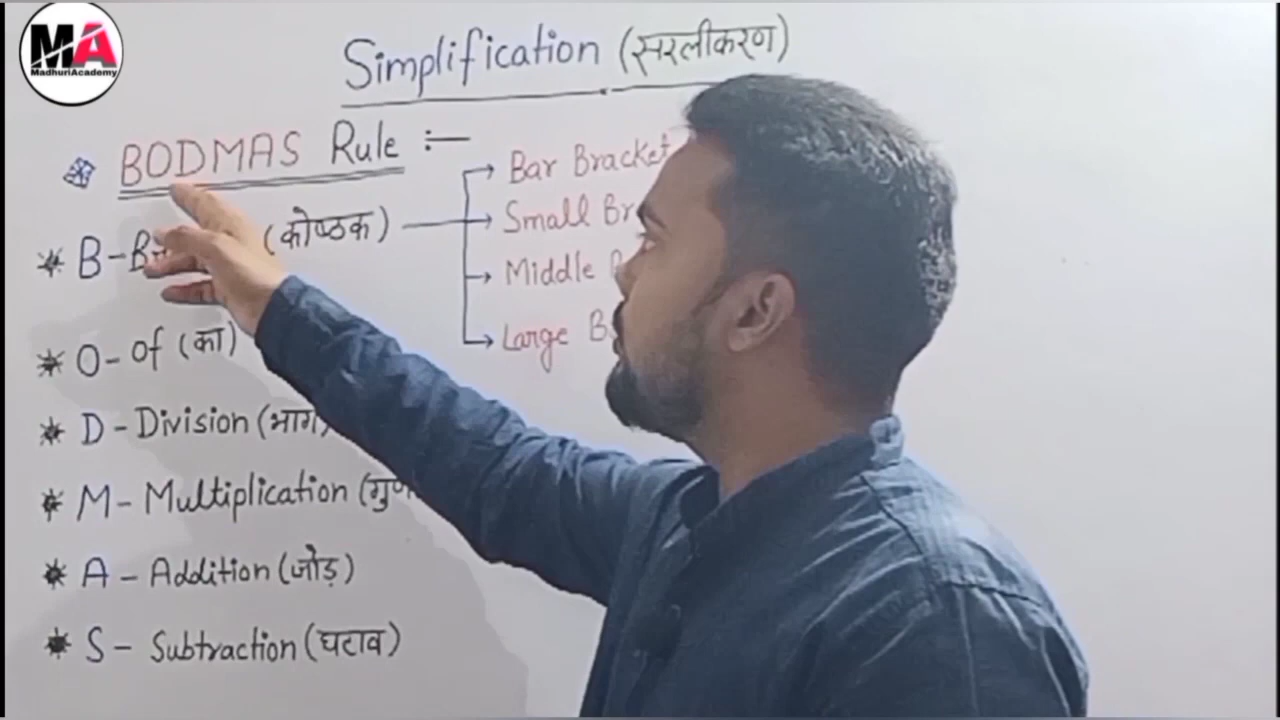 MA
MadhuriAcademy
Simplification (सरलीकरण)
BODMAS Rule :-
B - (कोष्ठक)
Bar Bracket
Small
Middle
Large
O - Of (का)
D - Division (भाग)
M - Multiplication
A - Addition (जोड़)
S - Subtraction (घटाव)